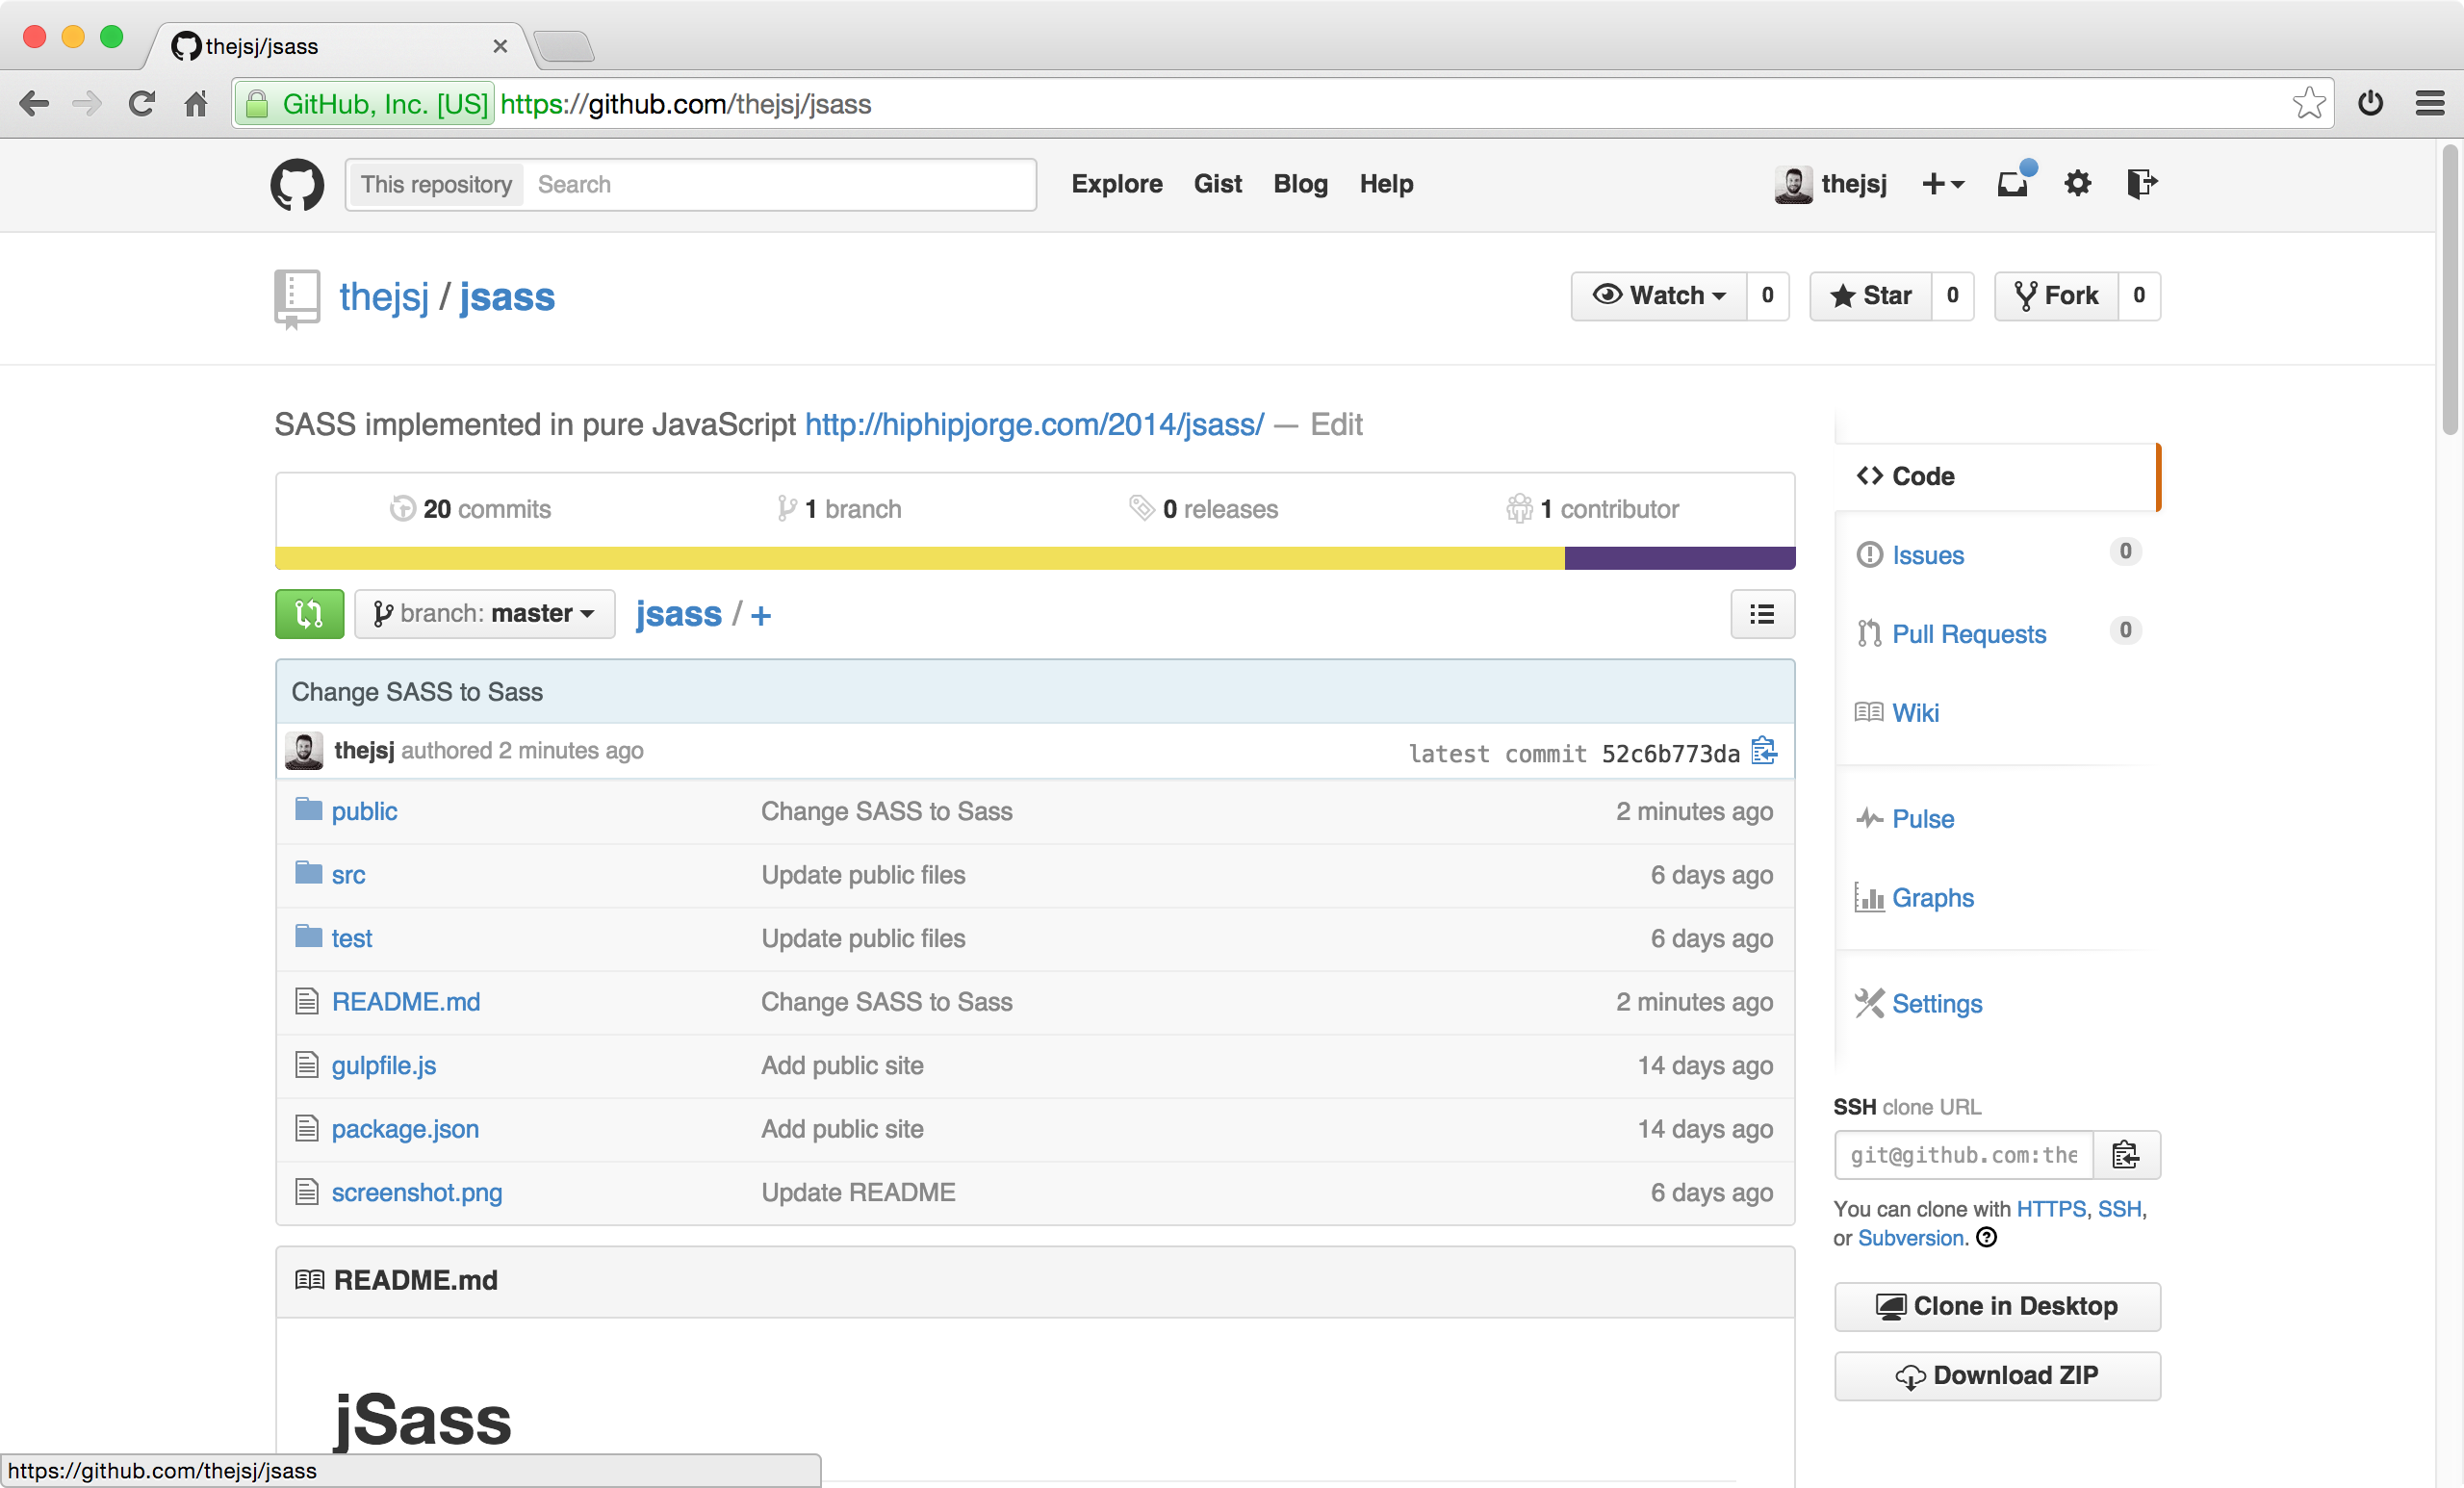 thejsj/jsass
GitHub, Inc. [US] https://github.com/thejsj/jsass
This repository Search Explore Gist Blog Help thejsj
thejsj / jsass Watch 0 Star 0 Fork 0
SASS implemented in pure JavaScript http://hiphipjorge.com/2014/jsass/ — Edit
20 commits 1 branch 0 releases 1 contributor
branch: master jsass / +
Change SASS to Sass
thejsj authored 2 minutes ago latest commit 52c6b773da
public Change SASS to Sass 2 minutes ago
src Update public files 6 days ago
test Update public files 6 days ago
README.md Change SASS to Sass 2 minutes ago
gulpfile.js Add public site 14 days ago
package.json Add public site 14 days ago
screenshot.png Update README 6 days ago
README.md
jSass
Code
Issues 0
Pull Requests 0
Wiki
Pulse
Graphs
Settings
SSH clone URL
git@github.com:the
You can clone with HTTPS, SSH,
or Subversion.
Clone in Desktop
Download ZIP
https://github.com/thejsj/jsass